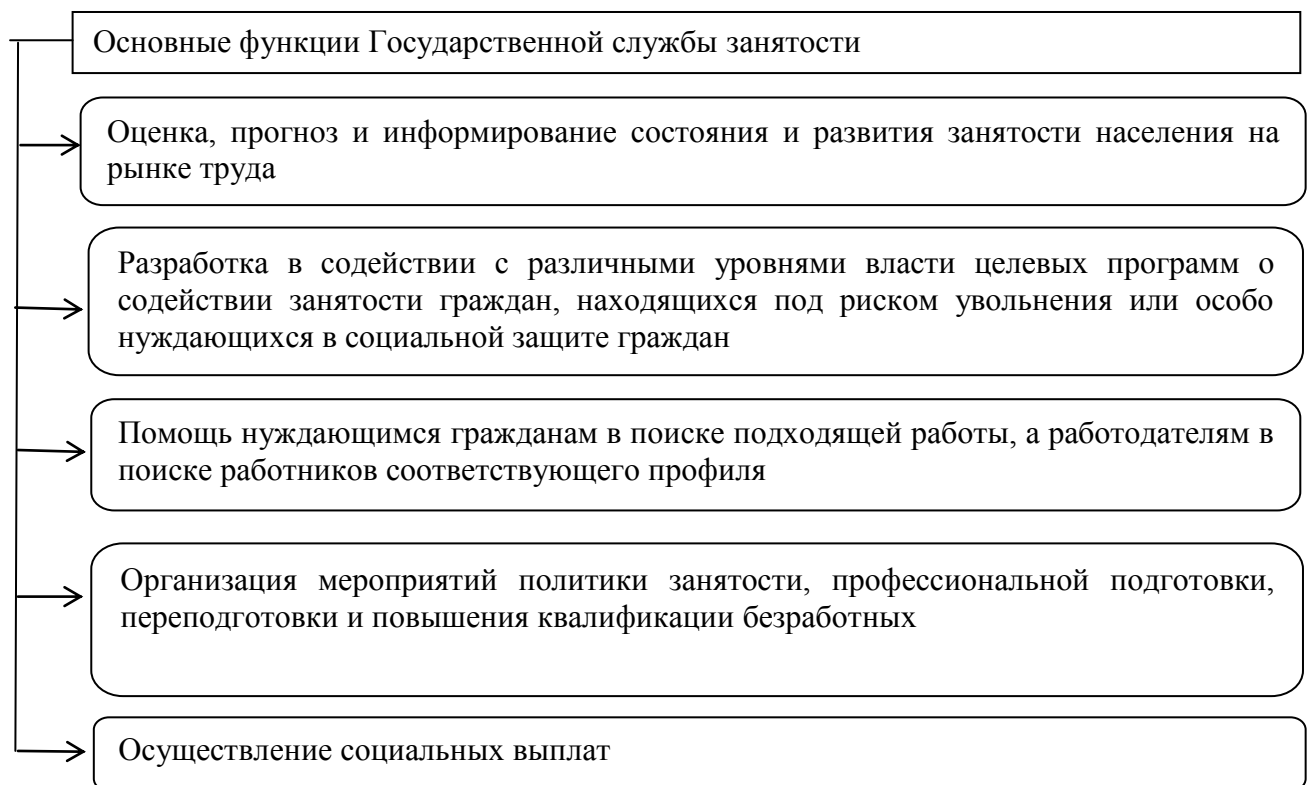 Основные функции Государственной службы занятости
Оценка, прогноз и информирование состояния и развития занятости населения на
рынке труда
Разработка в содействии с различными уровнями власти целевых программ о
содействии занятости граждан, находящихся под риском увольнения или особо
нуждающихся в социальной защите граждан
Помощь нуждающимся гражданам в поиске подходящей работы, а работодателям в
поиске работников соответствующего профиля
Организация мероприятий политики занятости, профессиональной подготовки,
переподготовки и повышения квалификации безработных
Осуществление социальных выплат